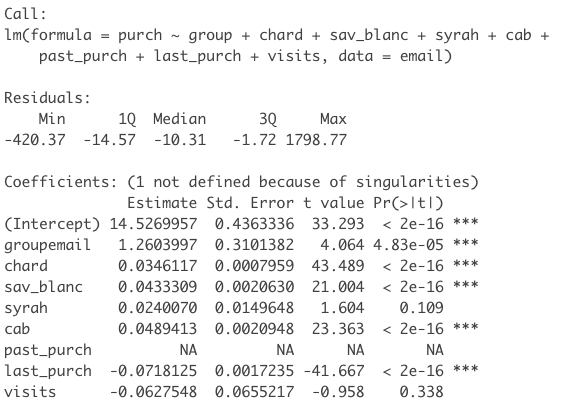 Call:
lm(formula = purch ~ group + chard + sav_blanc + syrah + cab +
    past_purch + last_purch + visits, data = email)

Residuals:
    Min      1Q  Median      3Q     Max
-420.37  -14.57  -10.31   -1.72 1798.77

Coefficients: (1 not defined because of singularities)
              Estimate Std. Error t value Pr(>|t|)
(Intercept) 14.5269957  0.4363336  33.293  < 2e-16 ***
groupemail   1.2603997  0.3101382   4.064 4.83e-05 ***
chard        0.0346117  0.0007959  43.489  < 2e-16 ***
sav_blanc    0.0433309  0.0020630  21.004  < 2e-16 ***
syrah        0.0240070  0.0149648   1.604    0.109
cab          0.0489413  0.0020948  23.363  < 2e-16 ***
past_purch          NA         NA      NA       NA
last_purch  -0.0718125  0.0017235 -41.667  < 2e-16 ***
visits      -0.0627548  0.0655217  -0.958    0.338